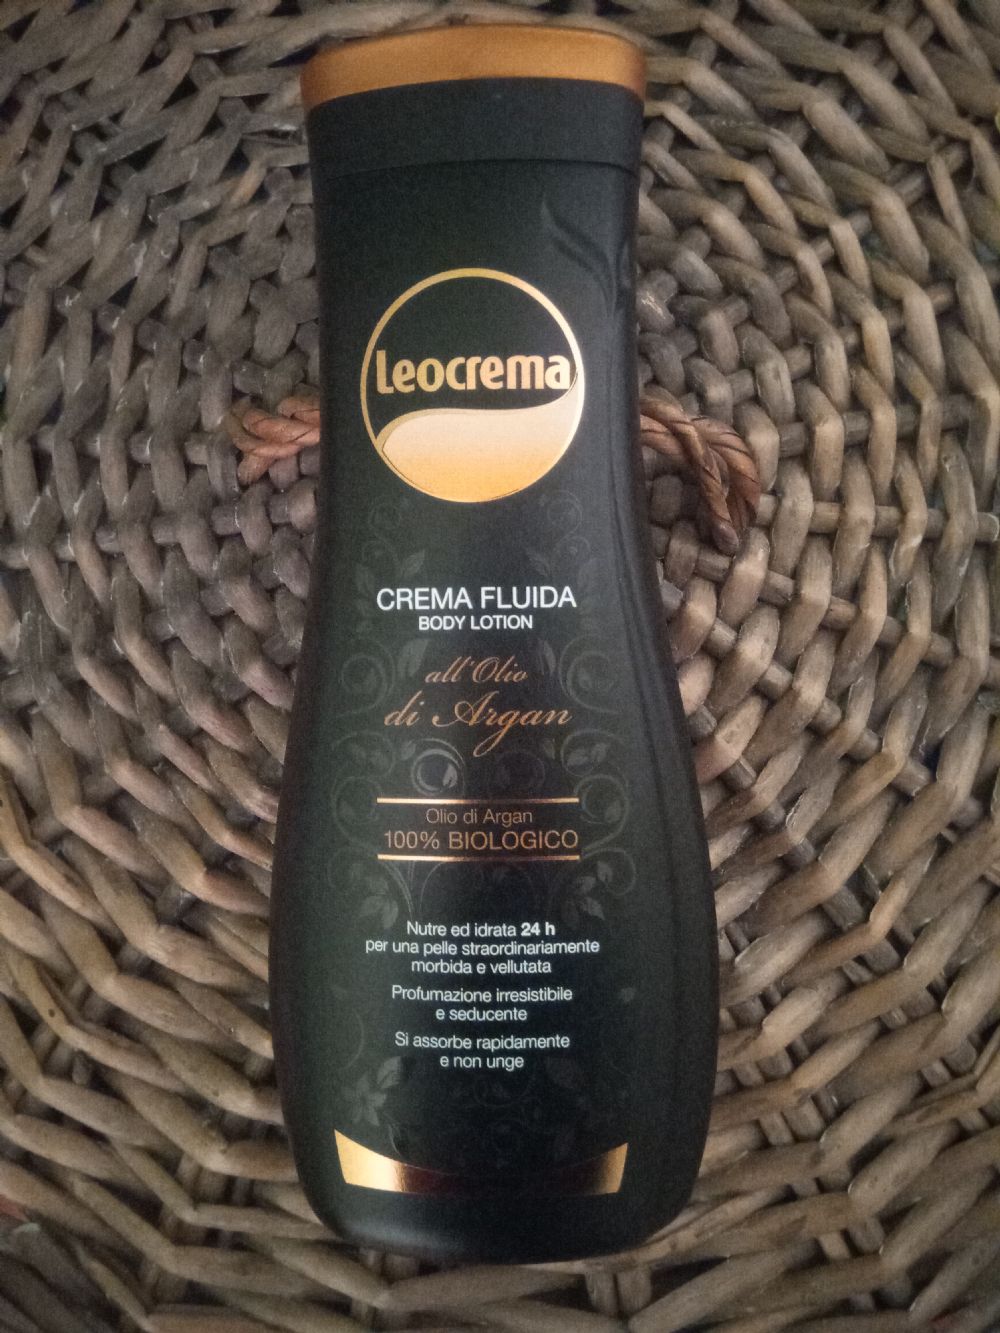 Leocrema
CREMA FLUIDA
BODY LOTION
all'Olio
di Argan
Olio di Argan
100% BIOLOGICO
Nutre ed idrata 24 h
per una pelle straordinariamente
morbida e vellutata
Profumazione irresistibile
e seducente
Si assorbe rapidamente
e non unge